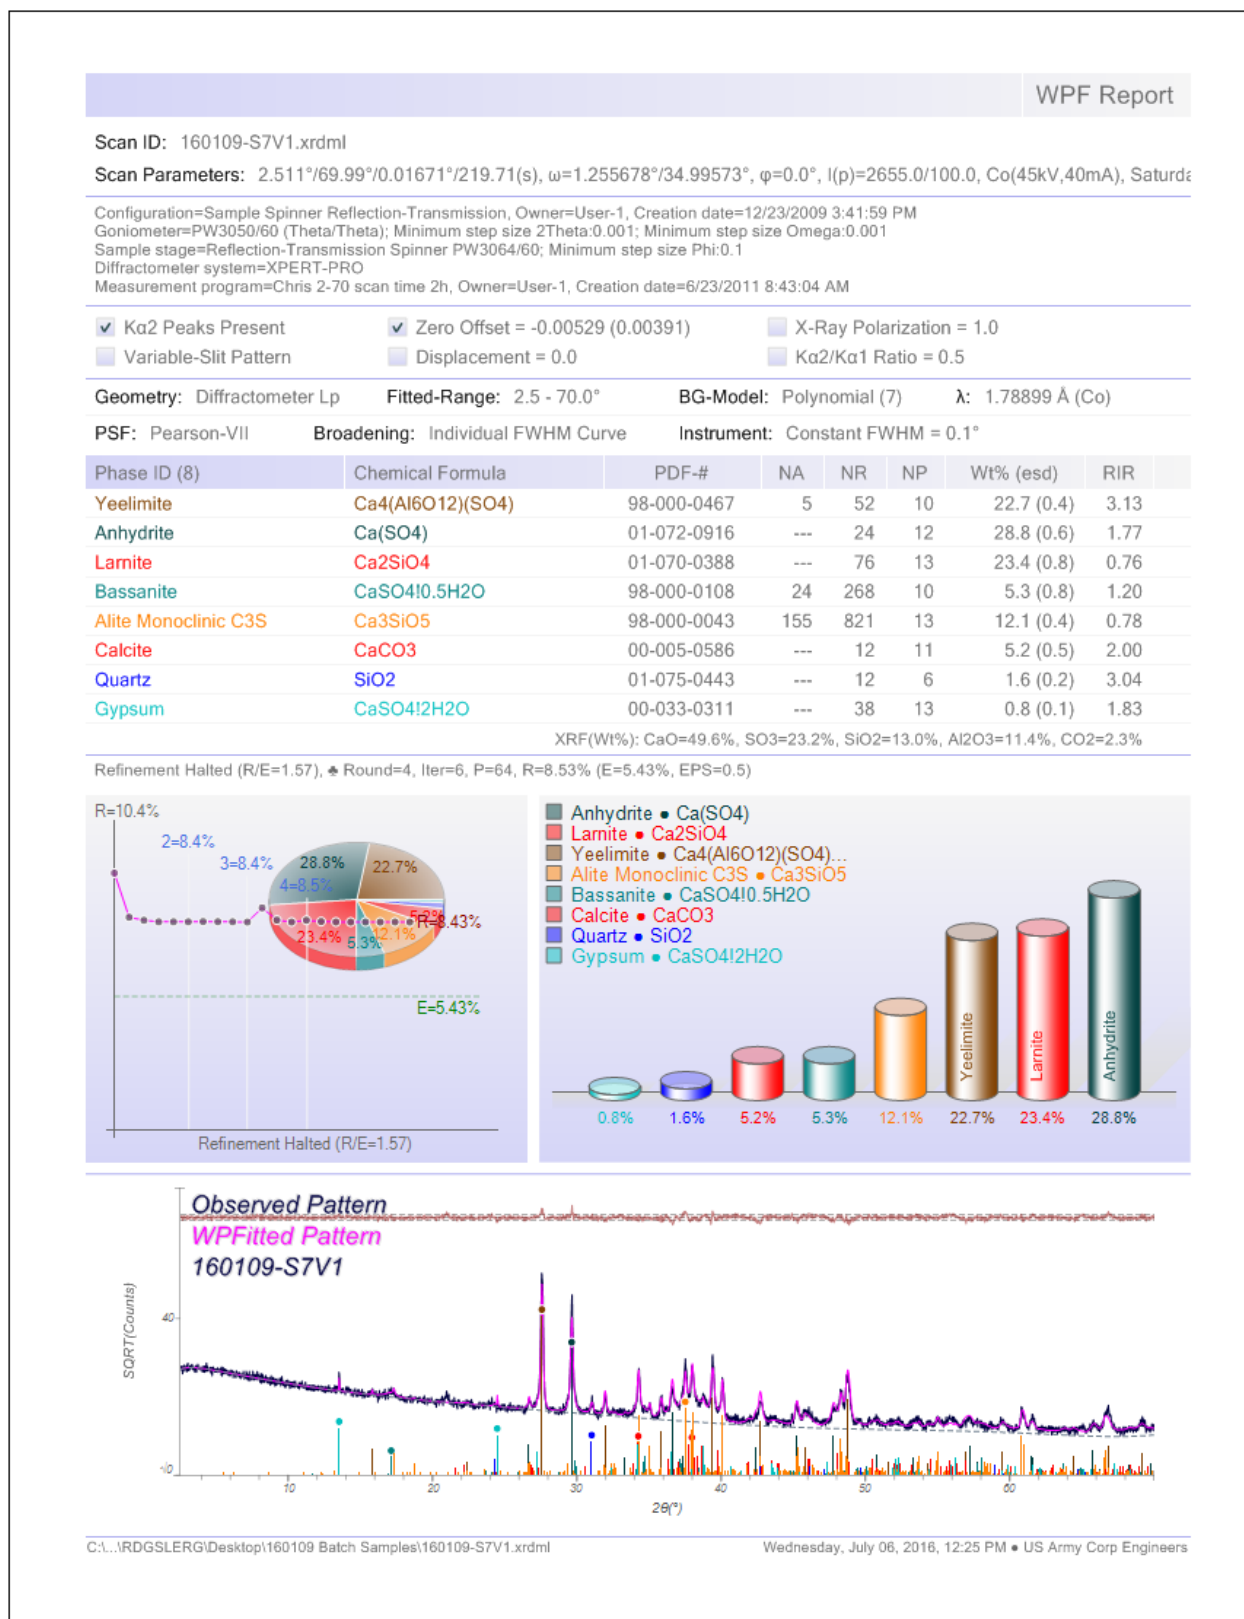 WPF Report
Scan ID: 160109-S7V1.xrdml
Scan Parameters: 2.511°/69.99°/0.01671°/219.71(s), ω=1.255678°/34.99573°, φ=0.0°, I(p)=2655.0/100.0, Co(45kV,40mA), Saturda
Configuration=Sample Spinner Reflection-Transmission, Owner=User-1, Creation date=12/23/2009 3:41:59 PM
Goniometer=PW3050/60 (Theta/Theta); Minimum step size 2Theta:0.001; Minimum step size Omega:0.001
Sample stage=Reflection-Transmission Spinner PW3064/60; Minimum step size Phi:0.1
Diffractometer system=XPERT-PRO
Measurement program=Chris 2-70 scan time 2h, Owner=User-1, Creation date=6/23/2011 8:43:04 AM
Kα2 Peaks Present Zero Offset = -0.00529 (0.00391) X-Ray Polarization = 1.0
Variable-Slit Pattern Displacement = 0.0 Kα2/Kα1 Ratio = 0.5
Geometry: Diffractometer Lp Fitted-Range: 2.5 - 70.0° BG-Model: Polynomial (7) λ: 1.78899 Å (Co)
PSF: Pearson-VII Broadening: Individual FWHM Curve Instrument: Constant FWHM = 0.1°
Phase ID (8) Chemical Formula PDF-# NA NR NP Wt% (esd) RIR
Yeelimite Ca4(Al6O12)(SO4) 98-000-0467 5 52 10 22.7 (0.4) 3.13
Anhydrite Ca(SO4) 01-072-0916 --- 24 12 28.8 (0.6) 1.77
Larnite Ca2SiO4 01-070-0388 --- 76 13 23.4 (0.8) 0.76
Bassanite CaSO4!0.5H2O 98-000-0108 24 268 10 5.3 (0.8) 1.20
Alite Monoclinic C3S Ca3SiO5 98-000-0043 155 821 13 12.1 (0.4) 0.78
Calcite CaCO3 00-005-0586 --- 12 11 5.2 (0.5) 2.00
Quartz SiO2 01-075-0443 --- 12 6 1.6 (0.2) 3.04
Gypsum CaSO4!2H2O 00-033-0311 --- 38 13 0.8 (0.1) 1.83
XRF(Wt%): CaO=49.6%, SO3=23.2%, SiO2=13.0%, Al2O3=11.4%, CO2=2.3%
Refinement Halted (R/E=1.57), ♣ Round=4, Iter=6, P=64, R=8.53% (E=5.43%, EPS=0.5)
R=10.4%
2=8.4%
3=8.4%
4=8.5%
28.8%
22.7%
5.2%
R=8.43%
23.4%
5.3%
12.1%
E=5.43%
Refinement Halted (R/E=1.57)
Anhydrite ● Ca(SO4)
Larnite ● Ca2SiO4
Yeelimite ● Ca4(Al6O12)(SO4)...
Alite Monoclinic C3S ● Ca3SiO5
Bassanite ● CaSO4!0.5H2O
Calcite ● CaCO3
Quartz ● SiO2
Gypsum ● CaSO4!2H2O
Yeelimite
Larnite
Anhydrite
0.8% 1.6% 5.2% 5.3% 12.1% 22.7% 23.4% 28.8%
Observed Pattern
WPFitted Pattern
160109-S7V1
SQRT(Counts)
40
10 20 30 40 50 60
2θ(°)
C:\...\RDGSLERG\Desktop\160109 Batch Samples\160109-S7V1.xrdml Wednesday, July 06, 2016, 12:25 PM ● US Army Corp Engineers